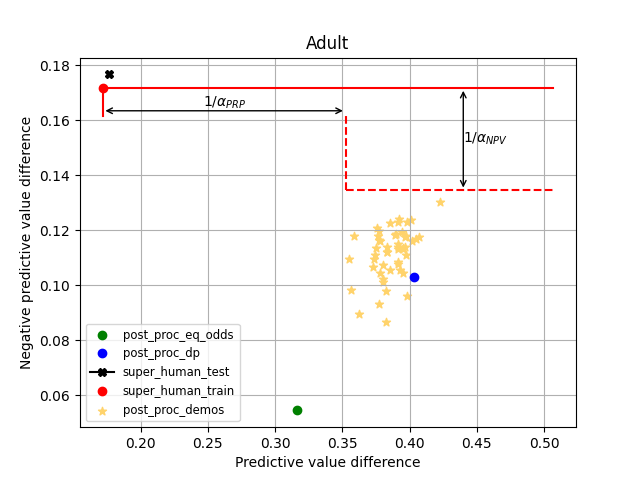 Adult
0.18
0.16
0.14
0.12
0.10
0.08
0.06
Negative predictive value difference
1/α_PRP
1/α_NPV
post_proc_eq_odds
post_proc_dp
super_human_test
super_human_train
post_proc_demos
0.20 0.25 0.30 0.35 0.40 0.45 0.50
Predictive value difference